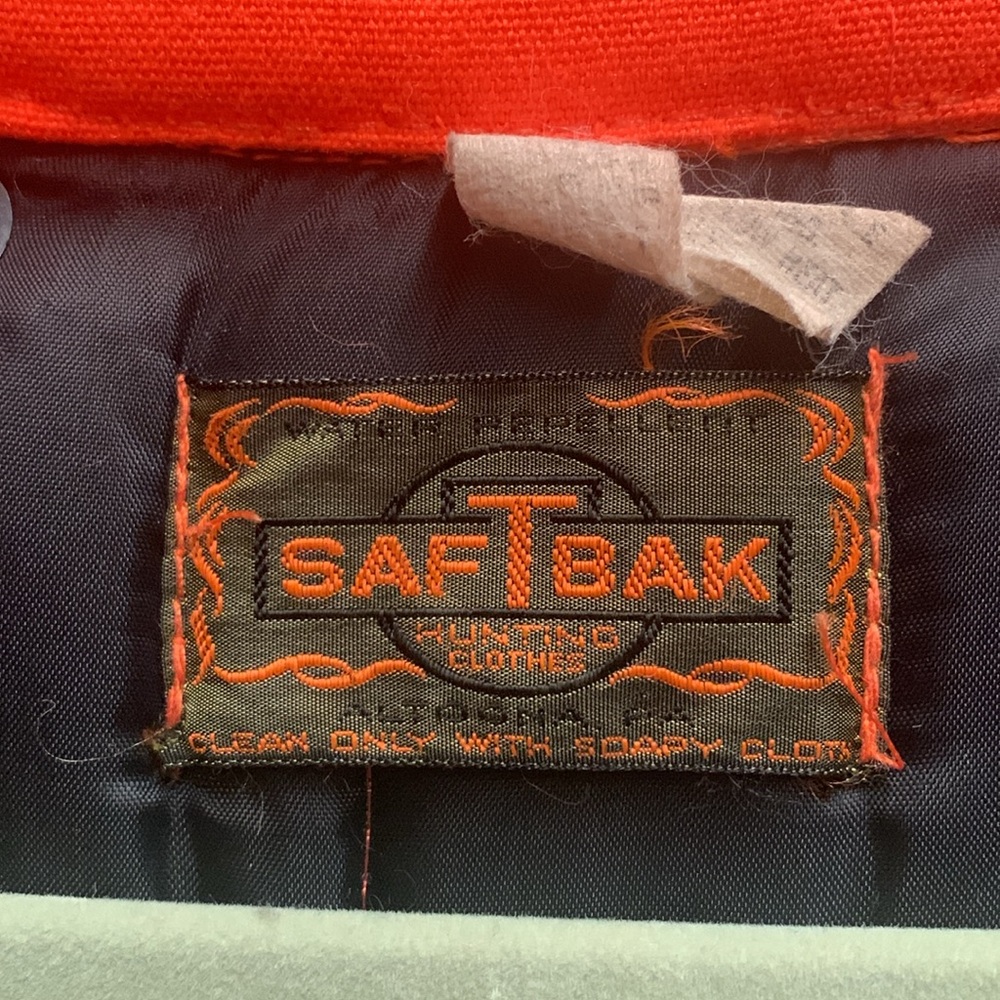 WATER REPELLENT
SAFTBAK
HUNTING
CLOTHES
ALTOONA, PA
CLEAN ONLY WITH SOAPY CLOTH